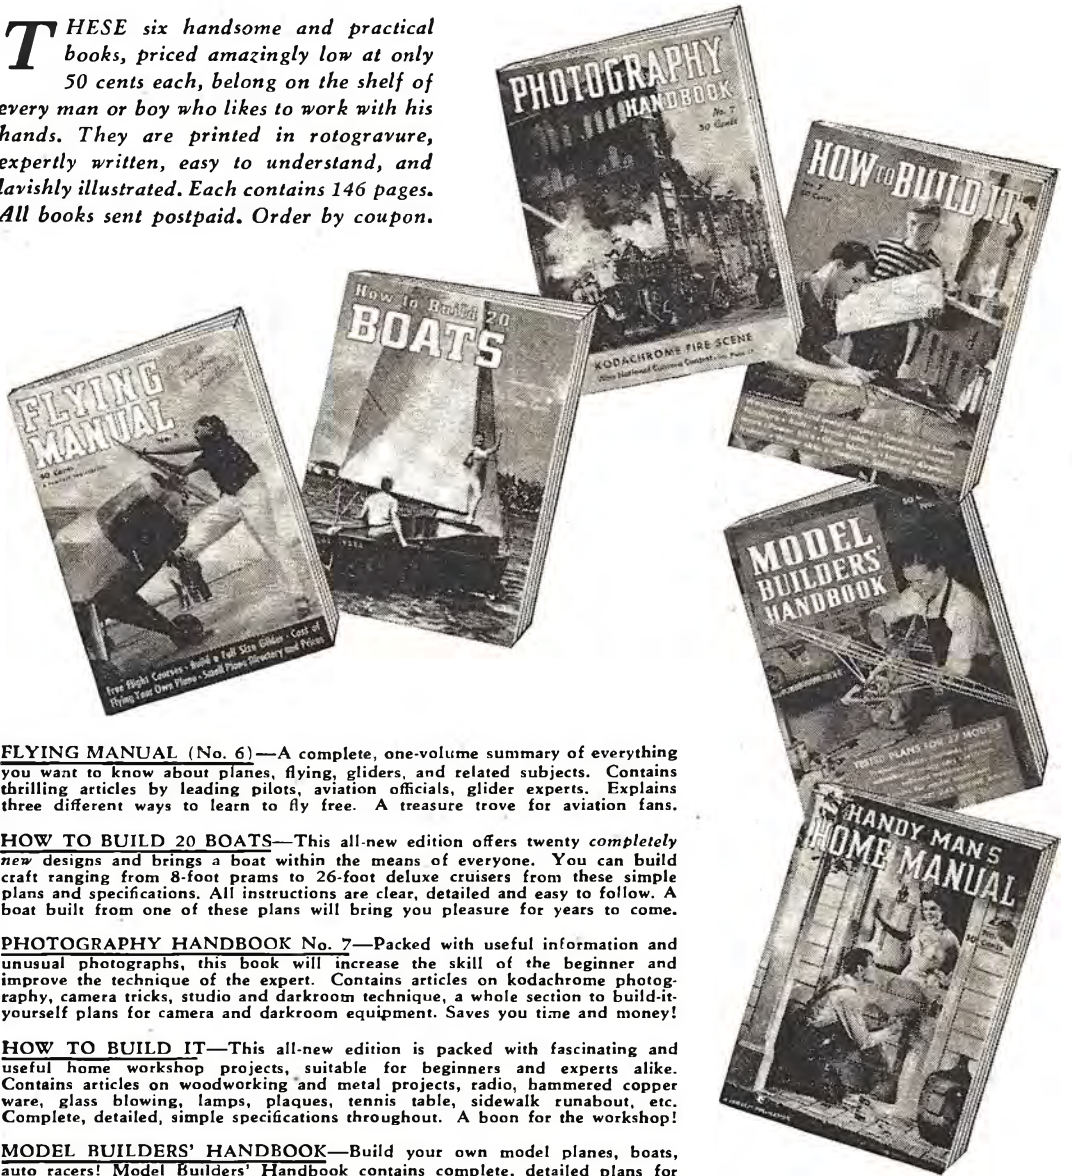 THESE six handsome and practical
books, priced amazingly low at only
50 cents each, belong on the shelf of
every man or boy who likes to work with his
hands. They are printed in rotogravure,
expertly written, easy to understand, and
lavishly illustrated. Each contains 146 pages.
All books sent postpaid. Order by coupon.
PHOTOGRAPHY
HANDBOOK
No. 7
50 Cents
KODACHROME FIRE SCENE
HOW TO BUILD IT
50 Cents
How to Build 20
BOATS
FLYING
MANUAL
50 Cents
Free Flight Courses - Build a Full Size Glider - Cost of
Flying Your Own Plane - Small Plane Directory and Prices
MODEL
BUILDERS'
HANDBOOK
TESTED PLANS FOR 27 MODELS
HANDY MAN'S
HOME MANUAL
50 Cents
FLYING MANUAL (No. 6)—A complete, one-volume summary of everything
you want to know about planes, flying, gliders, and related subjects. Contains
thrilling articles by leading pilots, aviation officials, glider experts. Explains
three different ways to learn to fly free. A treasure trove for aviation fans.
HOW TO BUILD 20 BOATS—This all-new edition offers twenty completely
new designs and brings a boat within the means of everyone. You can build
craft ranging from 8-foot prams to 26-foot deluxe cruisers from these simple
plans and specifications. All instructions are clear, detailed and easy to follow. A
boat built from one of these plans will bring you pleasure for years to come.
PHOTOGRAPHY HANDBOOK No. 7—Packed with useful information and
unusual photographs, this book will increase the skill of the beginner and
improve the technique of the expert. Contains articles on kodachrome photog-
raphy, camera tricks, studio and darkroom technique, a whole section to build-it-
yourself plans for camera and darkroom equipment. Saves you time and money!
HOW TO BUILD IT—This all-new edition is packed with fascinating and
useful home workshop projects, suitable for beginners and experts alike.
Contains articles on woodworking and metal projects, radio, hammered copper
ware, glass blowing, lamps, plaques, tennis table, sidewalk runabout, etc.
Complete, detailed, simple specifications throughout. A boon for the workshop!
MODEL BUILDERS' HANDBOOK—Build your own model planes, boats,
auto racers! Model Builders' Handbook contains complete, detailed plans for